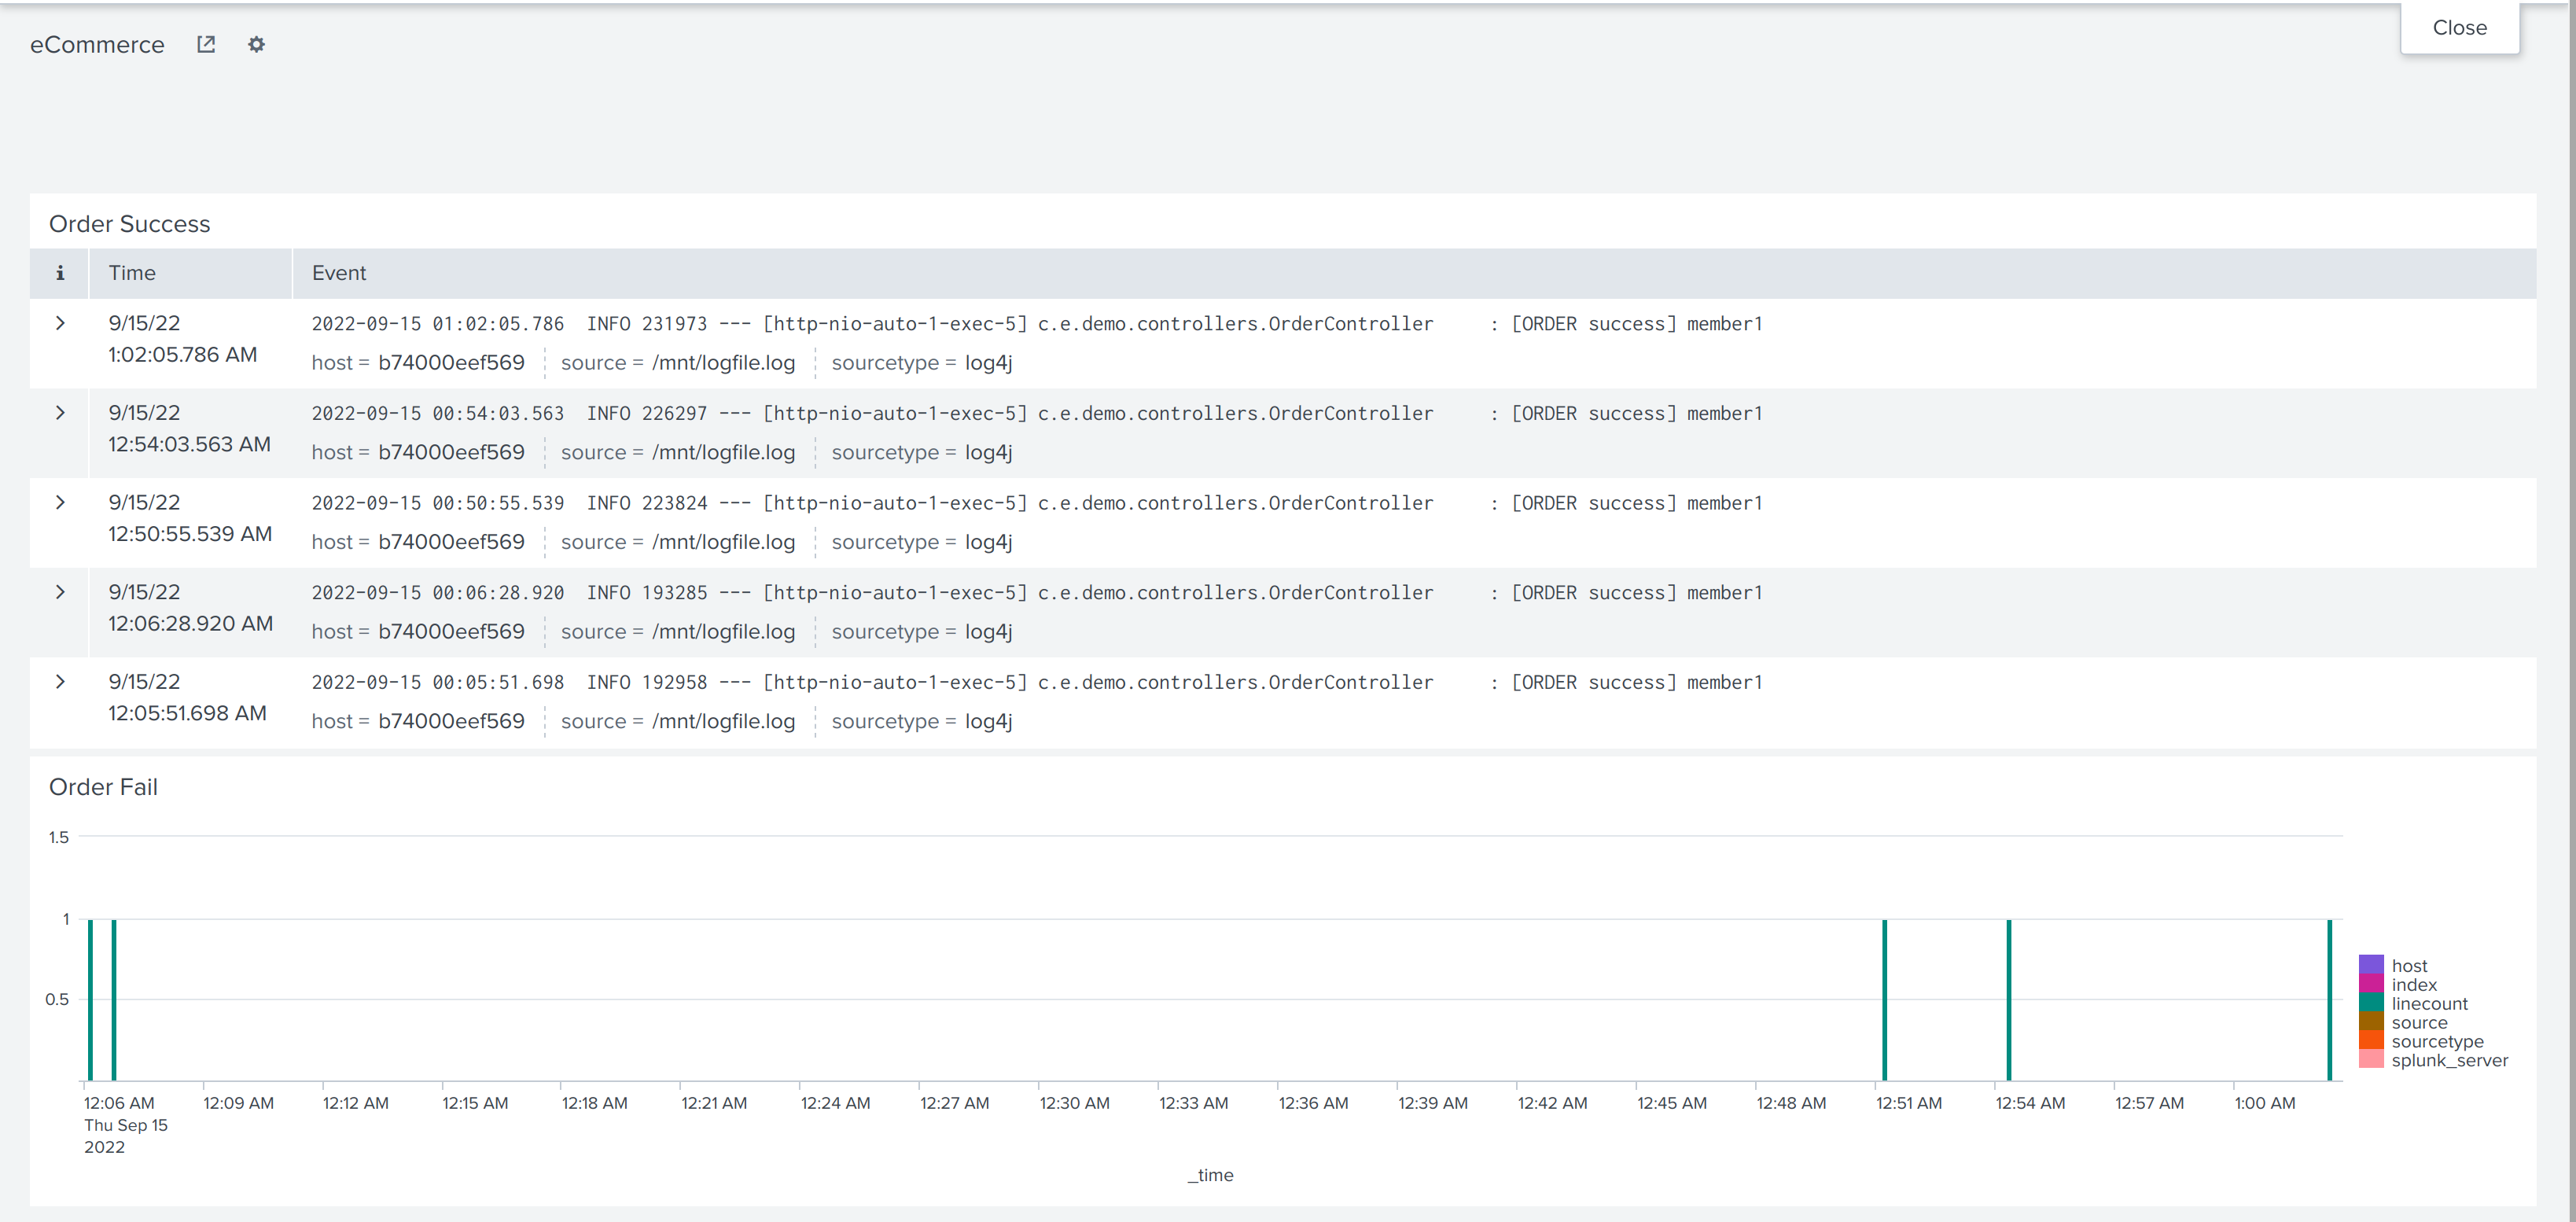 eCommerce
Close
Order Success
i Time Event
9/15/22
1:02:05.786 AM
2022-09-15 01:02:05.786  INFO 231973 --- [http-nio-auto-1-exec-5] c.e.demo.controllers.OrderController     : [ORDER success] member1
host = b74000eef569 source = /mnt/logfile.log sourcetype = log4j
9/15/22
12:54:03.563 AM
2022-09-15 00:54:03.563  INFO 226297 --- [http-nio-auto-1-exec-5] c.e.demo.controllers.OrderController     : [ORDER success] member1
host = b74000eef569 source = /mnt/logfile.log sourcetype = log4j
9/15/22
12:50:55.539 AM
2022-09-15 00:50:55.539  INFO 223824 --- [http-nio-auto-1-exec-5] c.e.demo.controllers.OrderController     : [ORDER success] member1
host = b74000eef569 source = /mnt/logfile.log sourcetype = log4j
9/15/22
12:06:28.920 AM
2022-09-15 00:06:28.920  INFO 193285 --- [http-nio-auto-1-exec-5] c.e.demo.controllers.OrderController     : [ORDER success] member1
host = b74000eef569 source = /mnt/logfile.log sourcetype = log4j
9/15/22
12:05:51.698 AM
2022-09-15 00:05:51.698  INFO 192958 --- [http-nio-auto-1-exec-5] c.e.demo.controllers.OrderController     : [ORDER success] member1
host = b74000eef569 source = /mnt/logfile.log sourcetype = log4j
Order Fail
1.5
1
0.5
host
index
linecount
source
sourcetype
splunk_server
12:06 AM 12:09 AM 12:12 AM 12:15 AM 12:18 AM 12:21 AM 12:24 AM 12:27 AM 12:30 AM 12:33 AM 12:36 AM 12:39 AM 12:42 AM 12:45 AM 12:48 AM 12:51 AM 12:54 AM 12:57 AM 1:00 AM
Thu Sep 15
2022
_time